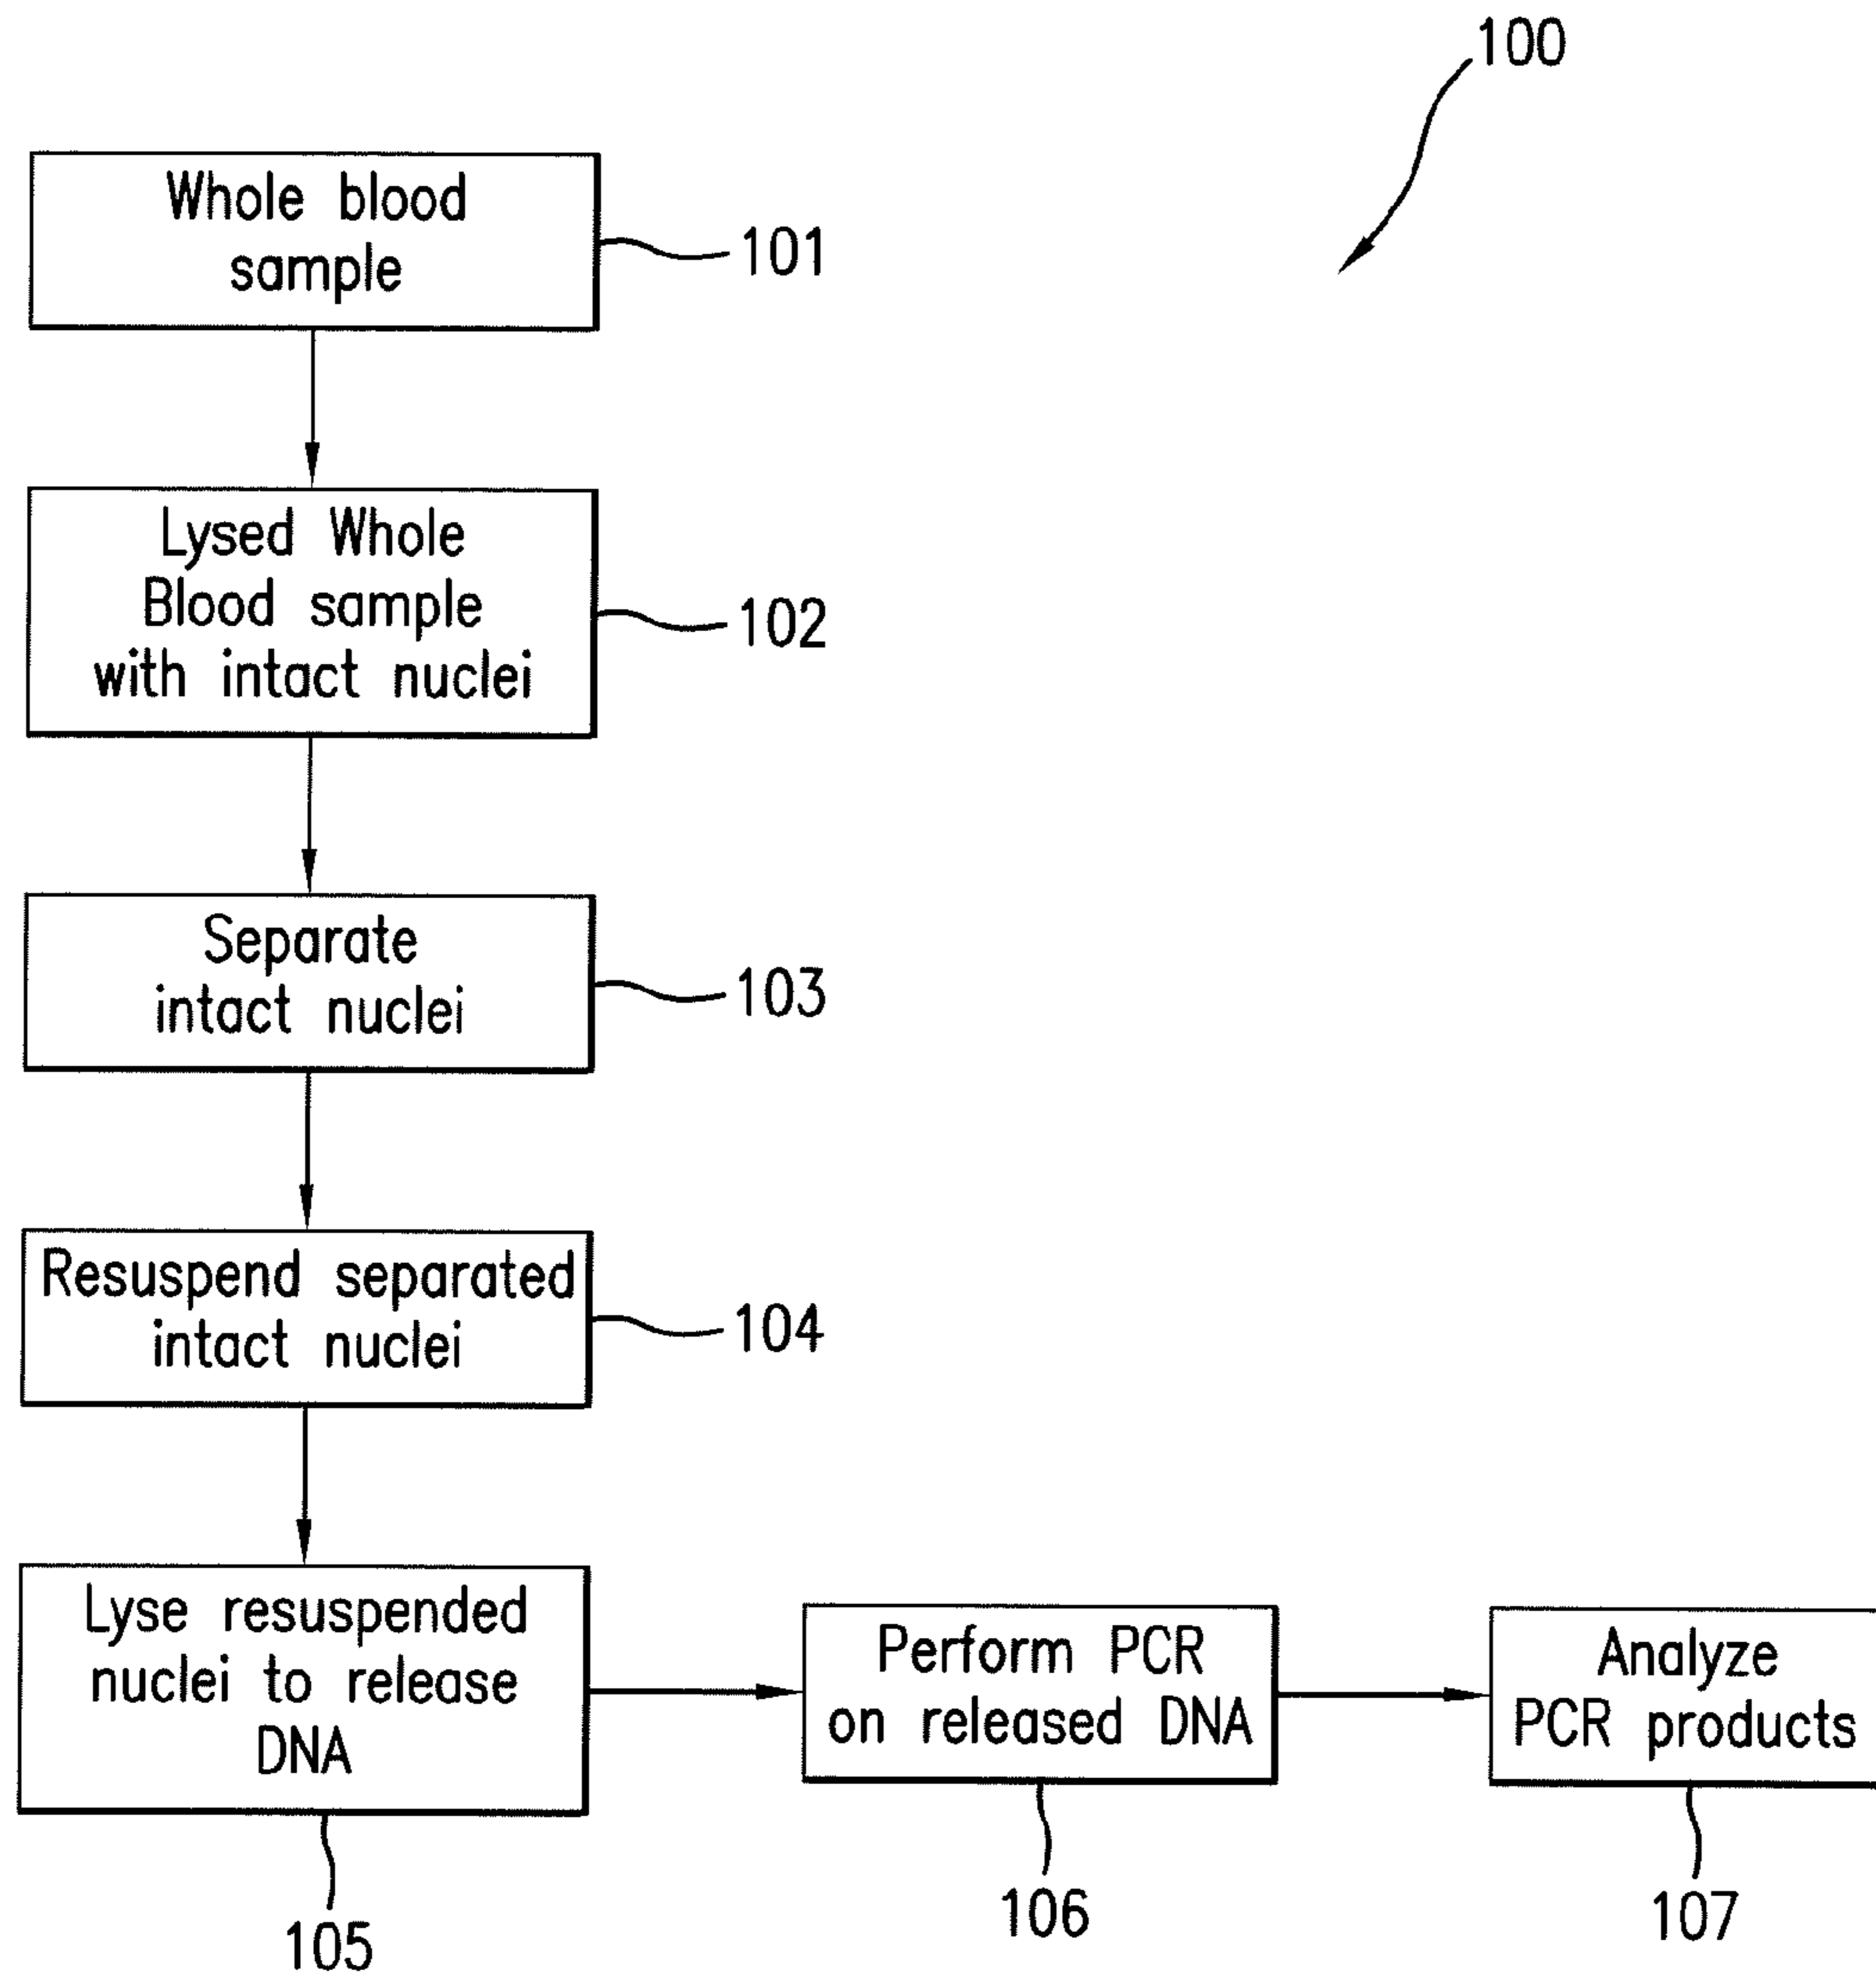 100
Whole blood
sample
101
Lysed Whole
Blood sample
with intact nuclei
102
Separate
intact nuclei
103
Resuspend separated
intact nuclei
104
Lyse resuspended
nuclei to release
DNA
105
Perform PCR
on released DNA
106
Analyze
PCR products
107